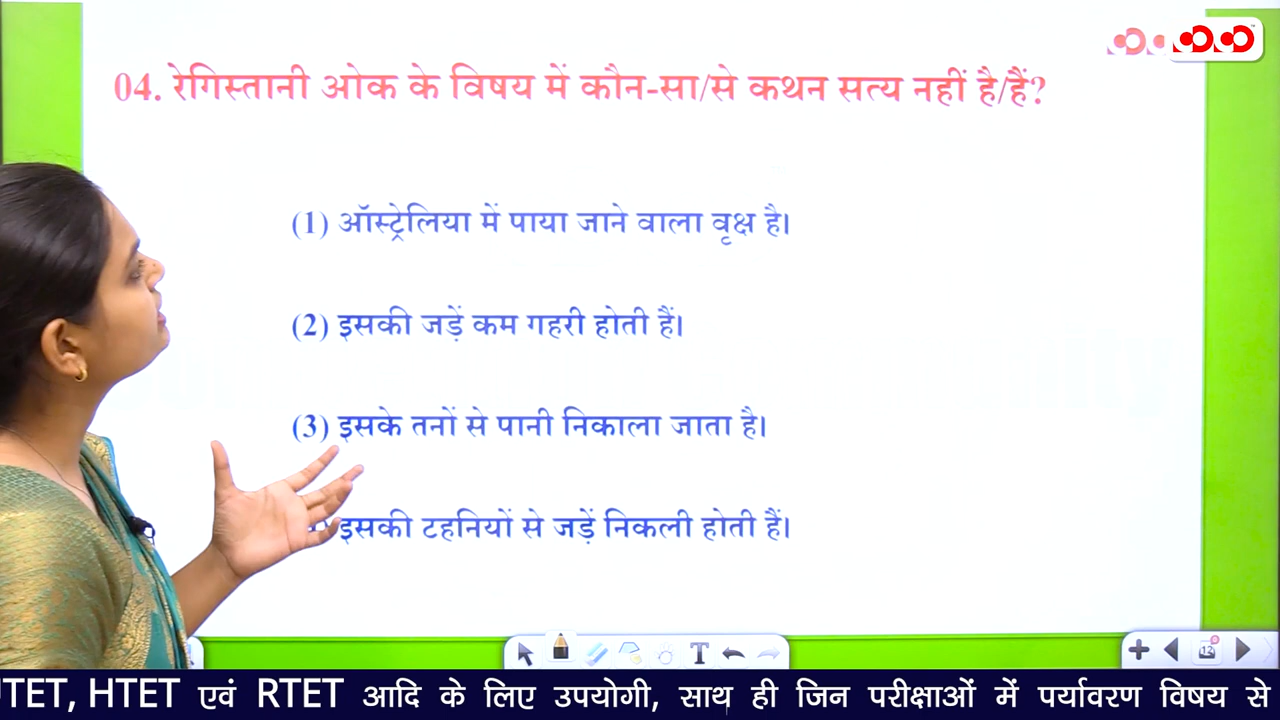 04. रेगिस्तानी ओक के विषय में कौन-सा/से कथन सत्य नहीं है/हैं?
(1) ऑस्ट्रेलिया में पाया जाने वाला वृक्ष है।
(2) इसकी जड़ें कम गहरी होती हैं।
(3) इसके तनों से पानी निकाला जाता है।
इसकी टहनियों से जड़ें निकली होती हैं।
T
12
TET, HTET एवं RTET आदि के लिए उपयोगी, साथ ही जिन परीक्षाओं में पर्यावरण विषय से